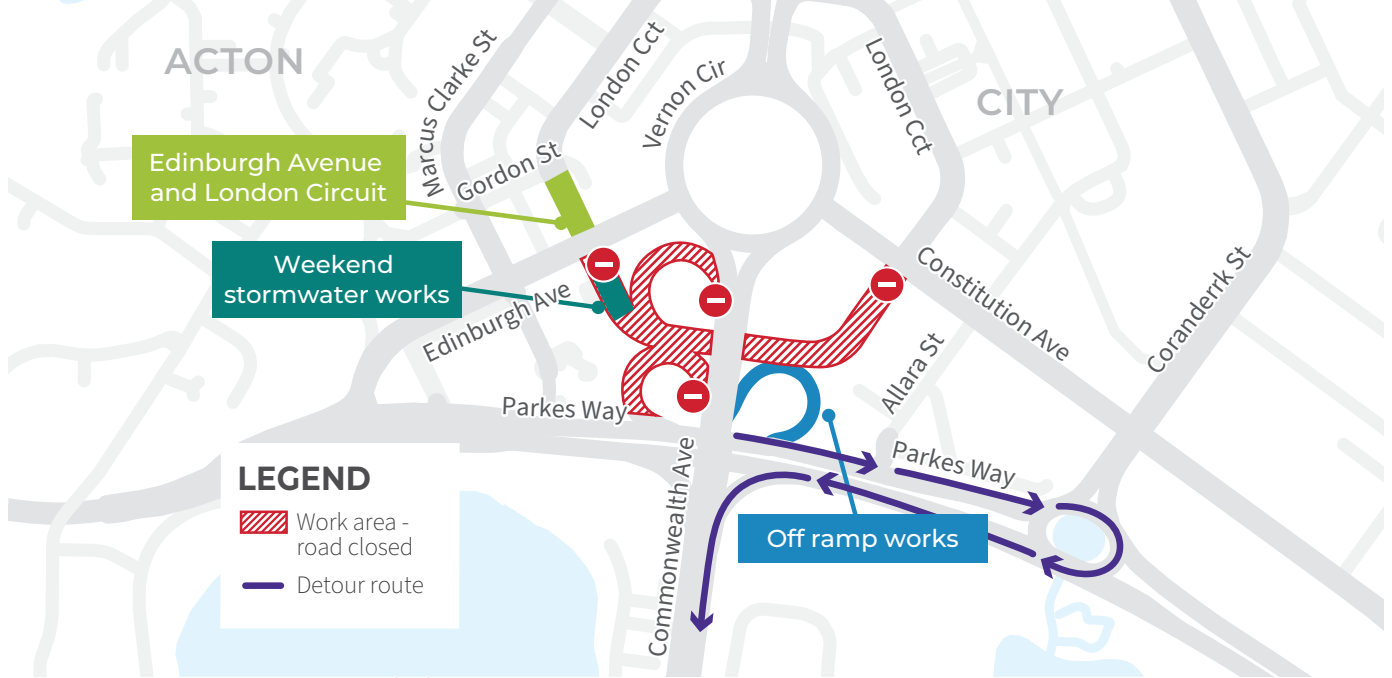 ACTON
Marcus Clarke St
London Cct
Vernon Cir
London Cct
CITY
Edinburgh Avenue
and London Circuit
Gordon St
Weekend
stormwater works
Edinburgh Ave
Constitution Ave
Coranderrk St
Allara St
Parkes Way
Parkes Way
Commonwealth Ave
Off ramp works
LEGEND
Work area -
road closed
Detour route